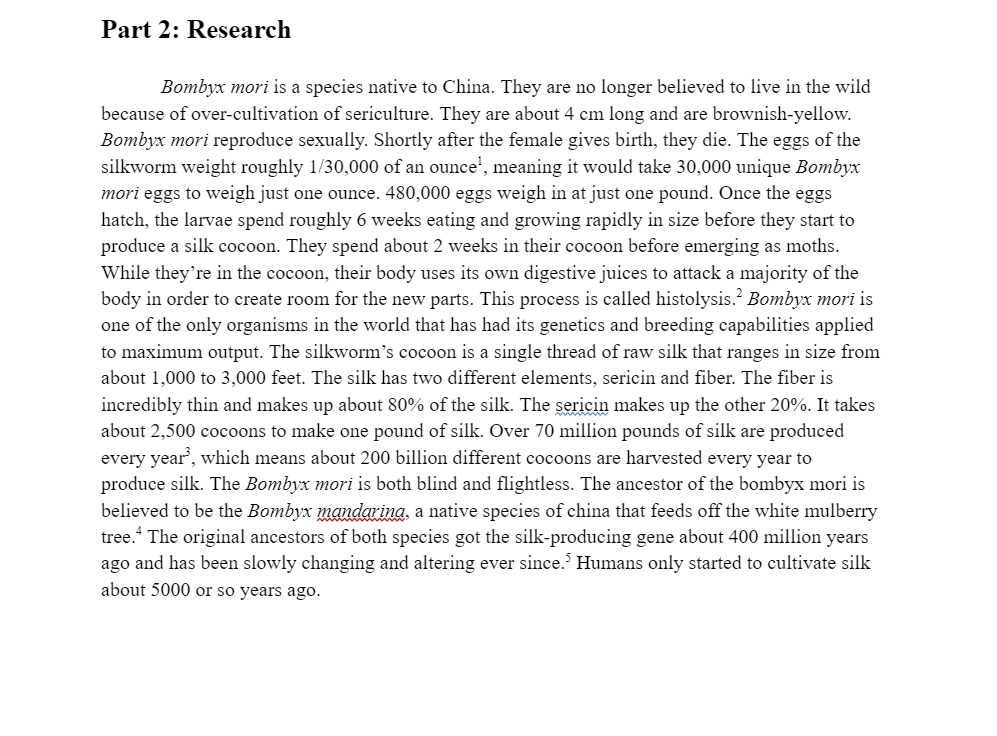 Part 2: Research
Bombyx mori is a species native to China. They are no longer believed to live in the wild
because of over-cultivation of sericulture. They are about 4 cm long and are brownish-yellow.
Bombyx mori reproduce sexually. Shortly after the female gives birth, they die. The eggs of the
silkworm weight roughly 1/30,000 of an ounce¹, meaning it would take 30,000 unique Bombyx
mori eggs to weigh just one ounce. 480,000 eggs weigh in at just one pound. Once the eggs
hatch, the larvae spend roughly 6 weeks eating and growing rapidly in size before they start to
produce a silk cocoon. They spend about 2 weeks in their cocoon before emerging as moths.
While they’re in the cocoon, their body uses its own digestive juices to attack a majority of the
body in order to create room for the new parts. This process is called histolysis.² Bombyx mori is
one of the only organisms in the world that has had its genetics and breeding capabilities applied
to maximum output. The silkworm’s cocoon is a single thread of raw silk that ranges in size from
about 1,000 to 3,000 feet. The silk has two different elements, sericin and fiber. The fiber is
incredibly thin and makes up about 80% of the silk. The sericin makes up the other 20%. It takes
about 2,500 cocoons to make one pound of silk. Over 70 million pounds of silk are produced
every year³, which means about 200 billion different cocoons are harvested every year to
produce silk. The Bombyx mori is both blind and flightless. The ancestor of the bombyx mori is
believed to be the Bombyx mandarina, a native species of china that feeds off the white mulberry
tree.⁴ The original ancestors of both species got the silk-producing gene about 400 million years
ago and has been slowly changing and altering ever since.⁵ Humans only started to cultivate silk
about 5000 or so years ago.